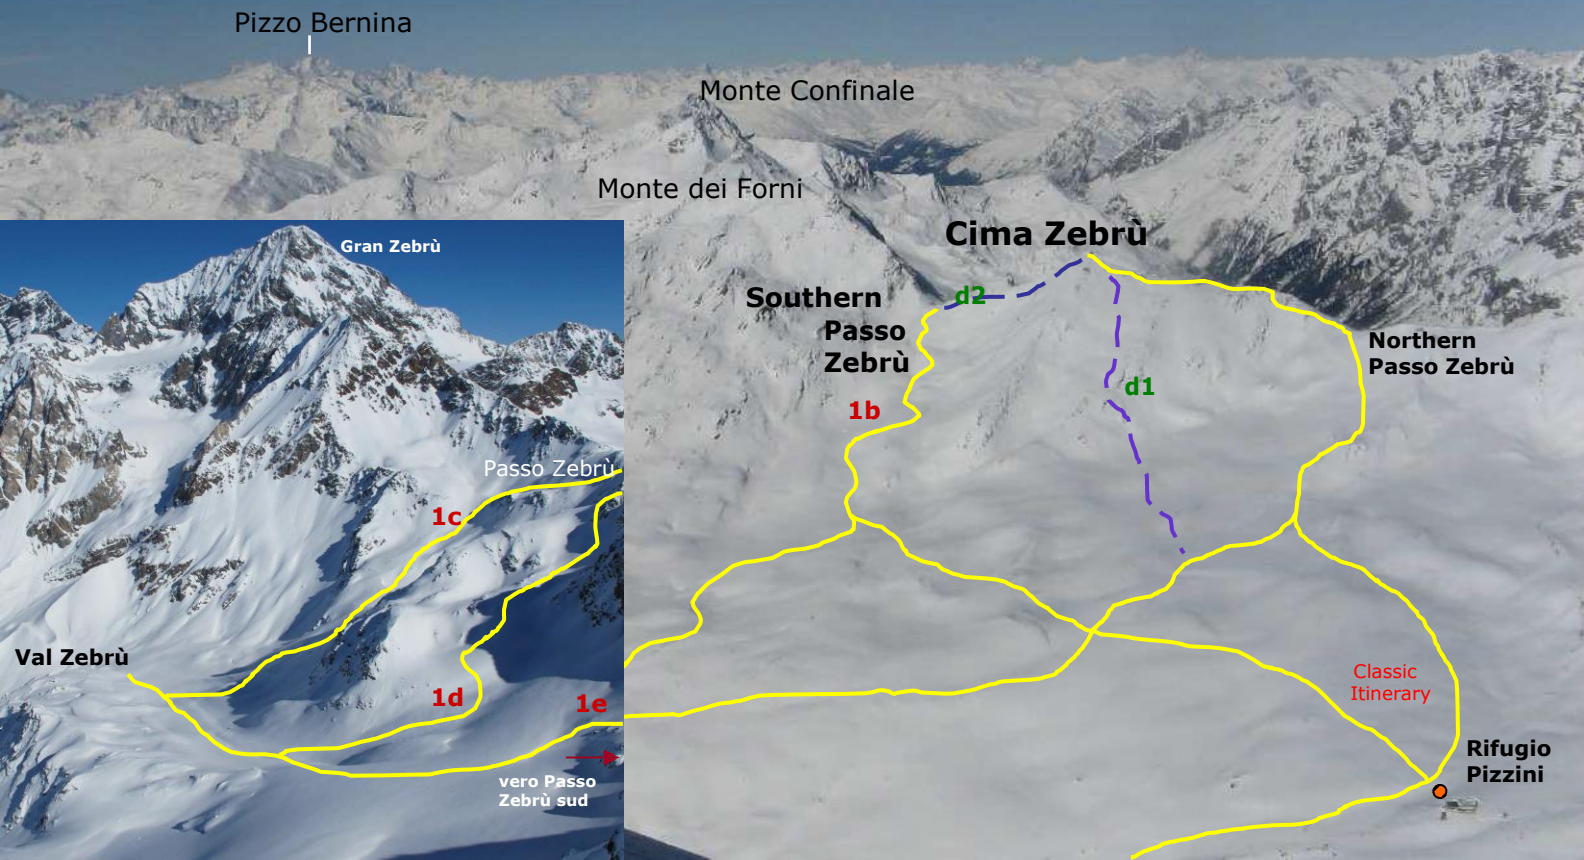 Pizzo Bernina
Monte Confinale
Monte dei Forni
Cima Zebrù
Gran Zebrù
d2
Southern
Passo
Zebrù
Northern
Passo Zebrù
d1
1b
Passo Zebrù
1c
Val Zebrù
1d
1e
Classic
Itinerary
vero Passo
Zebrù sud
Rifugio
Pizzini